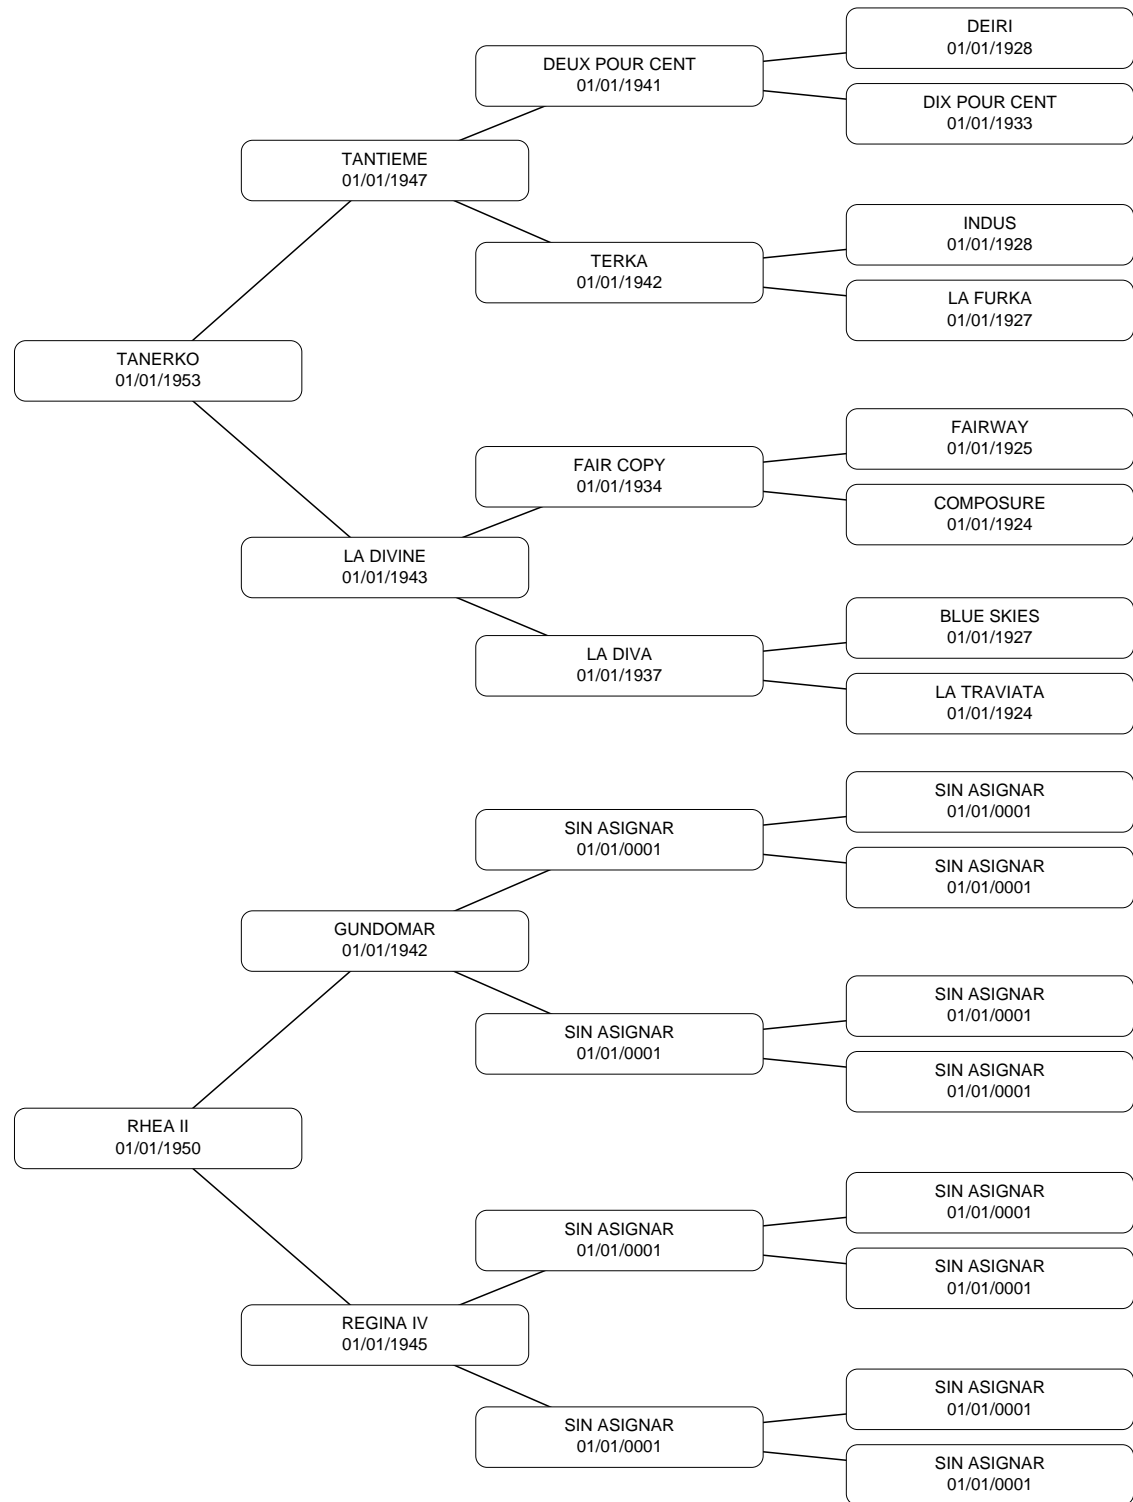 DEIRI
01/01/1928
DEUX POUR CENT
01/01/1941
DIX POUR CENT
01/01/1933
TANTIEME
01/01/1947
INDUS
01/01/1928
TERKA
01/01/1942
LA FURKA
01/01/1927
TANERKO
01/01/1953
FAIRWAY
01/01/1925
FAIR COPY
01/01/1934
COMPOSURE
01/01/1924
LA DIVINE
01/01/1943
BLUE SKIES
01/01/1927
LA DIVA
01/01/1937
LA TRAVIATA
01/01/1924
SIN ASIGNAR
01/01/0001
SIN ASIGNAR
01/01/0001
SIN ASIGNAR
01/01/0001
GUNDOMAR
01/01/1942
SIN ASIGNAR
01/01/0001
SIN ASIGNAR
01/01/0001
SIN ASIGNAR
01/01/0001
RHEA II
01/01/1950
SIN ASIGNAR
01/01/0001
SIN ASIGNAR
01/01/0001
SIN ASIGNAR
01/01/0001
REGINA IV
01/01/1945
SIN ASIGNAR
01/01/0001
SIN ASIGNAR
01/01/0001
SIN ASIGNAR
01/01/0001